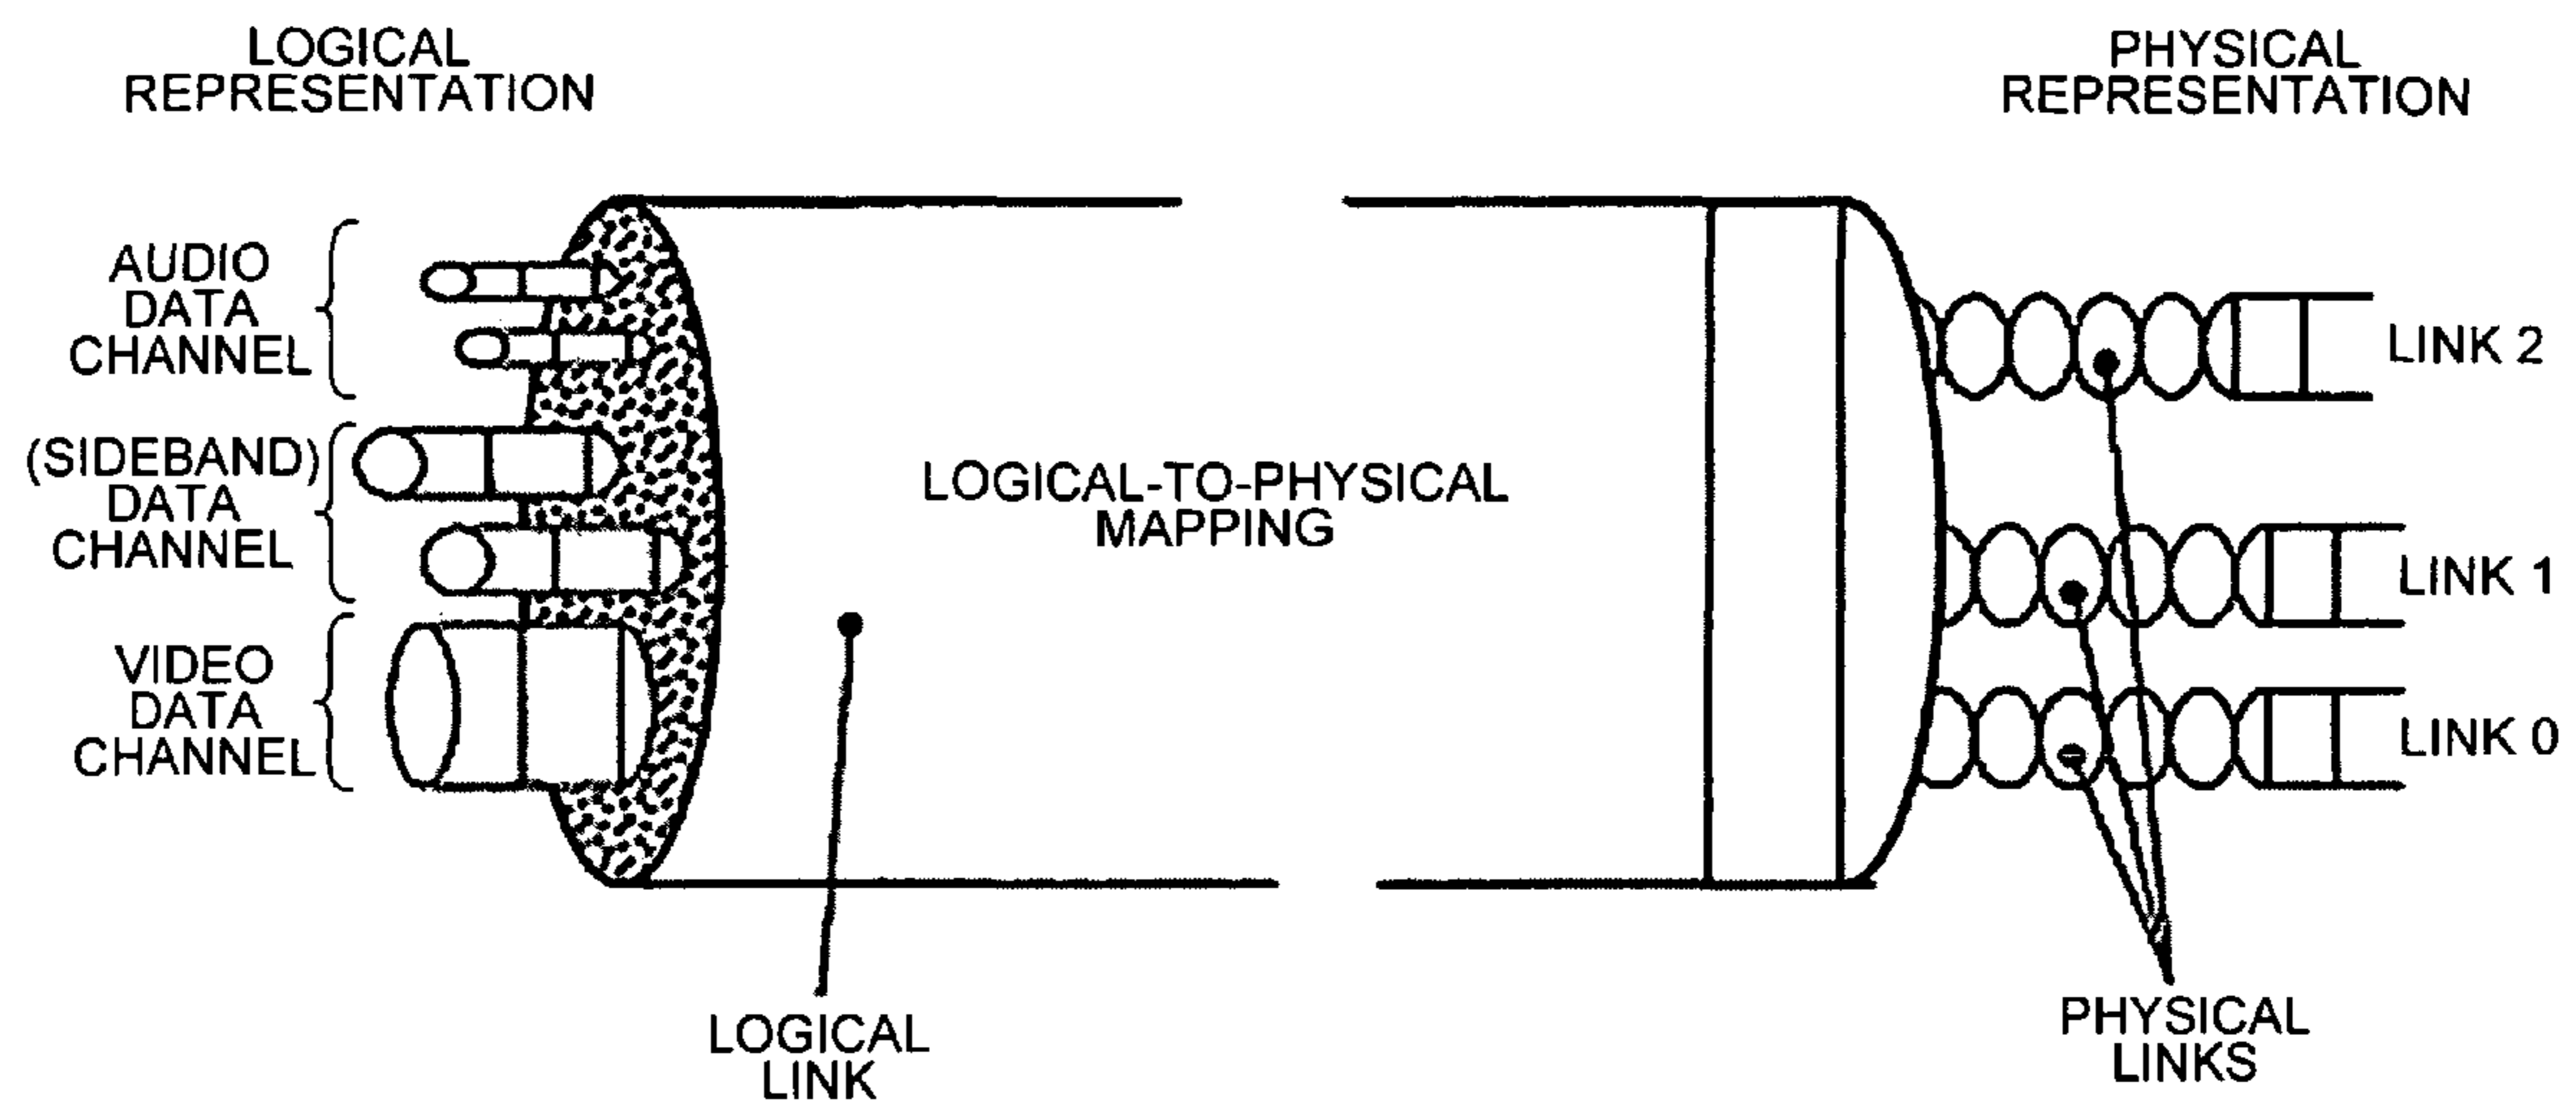 LOGICAL
REPRESENTATION
PHYSICAL
REPRESENTATION
AUDIO
DATA
CHANNEL
(SIDEBAND)
DATA
CHANNEL
VIDEO
DATA
CHANNEL
LOGICAL-TO-PHYSICAL
MAPPING
LINK 2
LINK 1
LINK 0
LOGICAL
LINK
PHYSICAL
LINKS